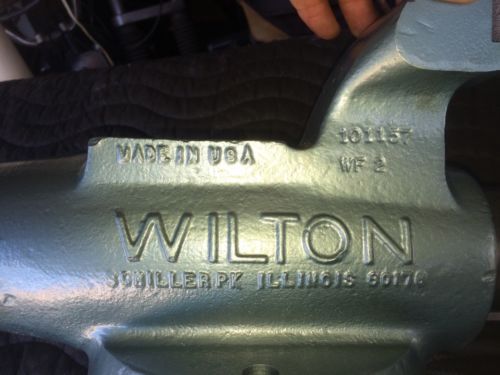 MADE IN USA
101157
WF 2
WILTON
SCHILLER PK ILLINOIS 60176